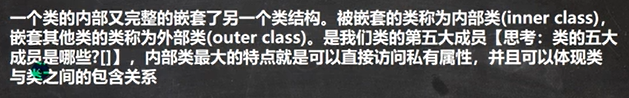 一个类的内部又完整的嵌套了另一个类结构。被嵌套的类称为内部类(inner class)，
嵌套其他类的类称为外部类(outer class)。是我们类的第五大成员【思考：类的五大
成员是哪些?[]】，内部类最大的特点就是可以直接访问私有属性，并且可以体现类
与类之间的包含关系